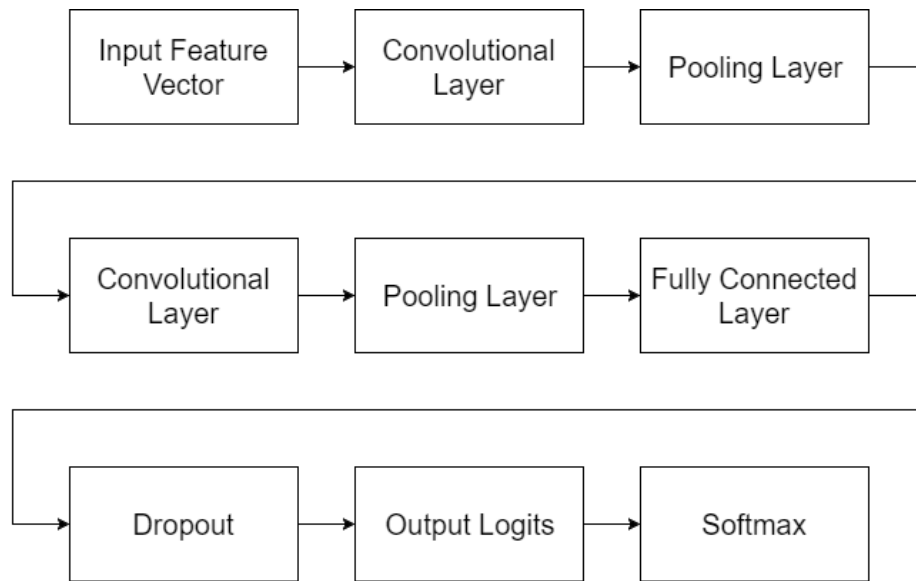 Input Feature
Vector
Convolutional
Layer
Pooling Layer
Convolutional
Layer
Pooling Layer
Fully Connected
Layer
Dropout
Output Logits
Softmax